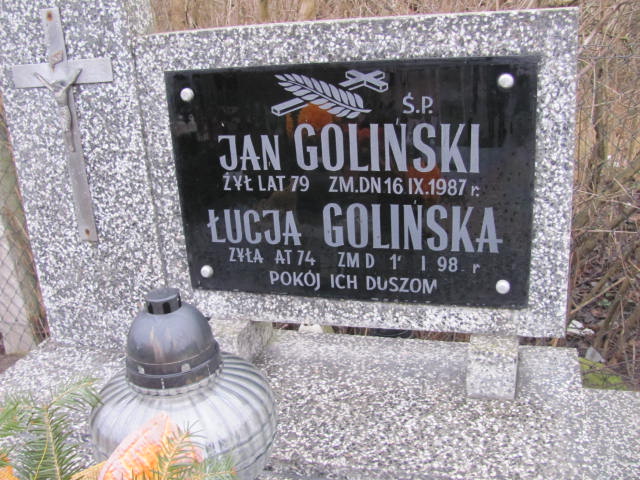 Ś.P.
JAN GOLIŃSKI
ŻYŁ LAT 79 ZM.DN 16 IX.1987 r.
ŁUCJA GOLIŃSKA
ŻYŁA AT 74 ZM D 1 I 98 r
POKÓJ ICH DUSZOM